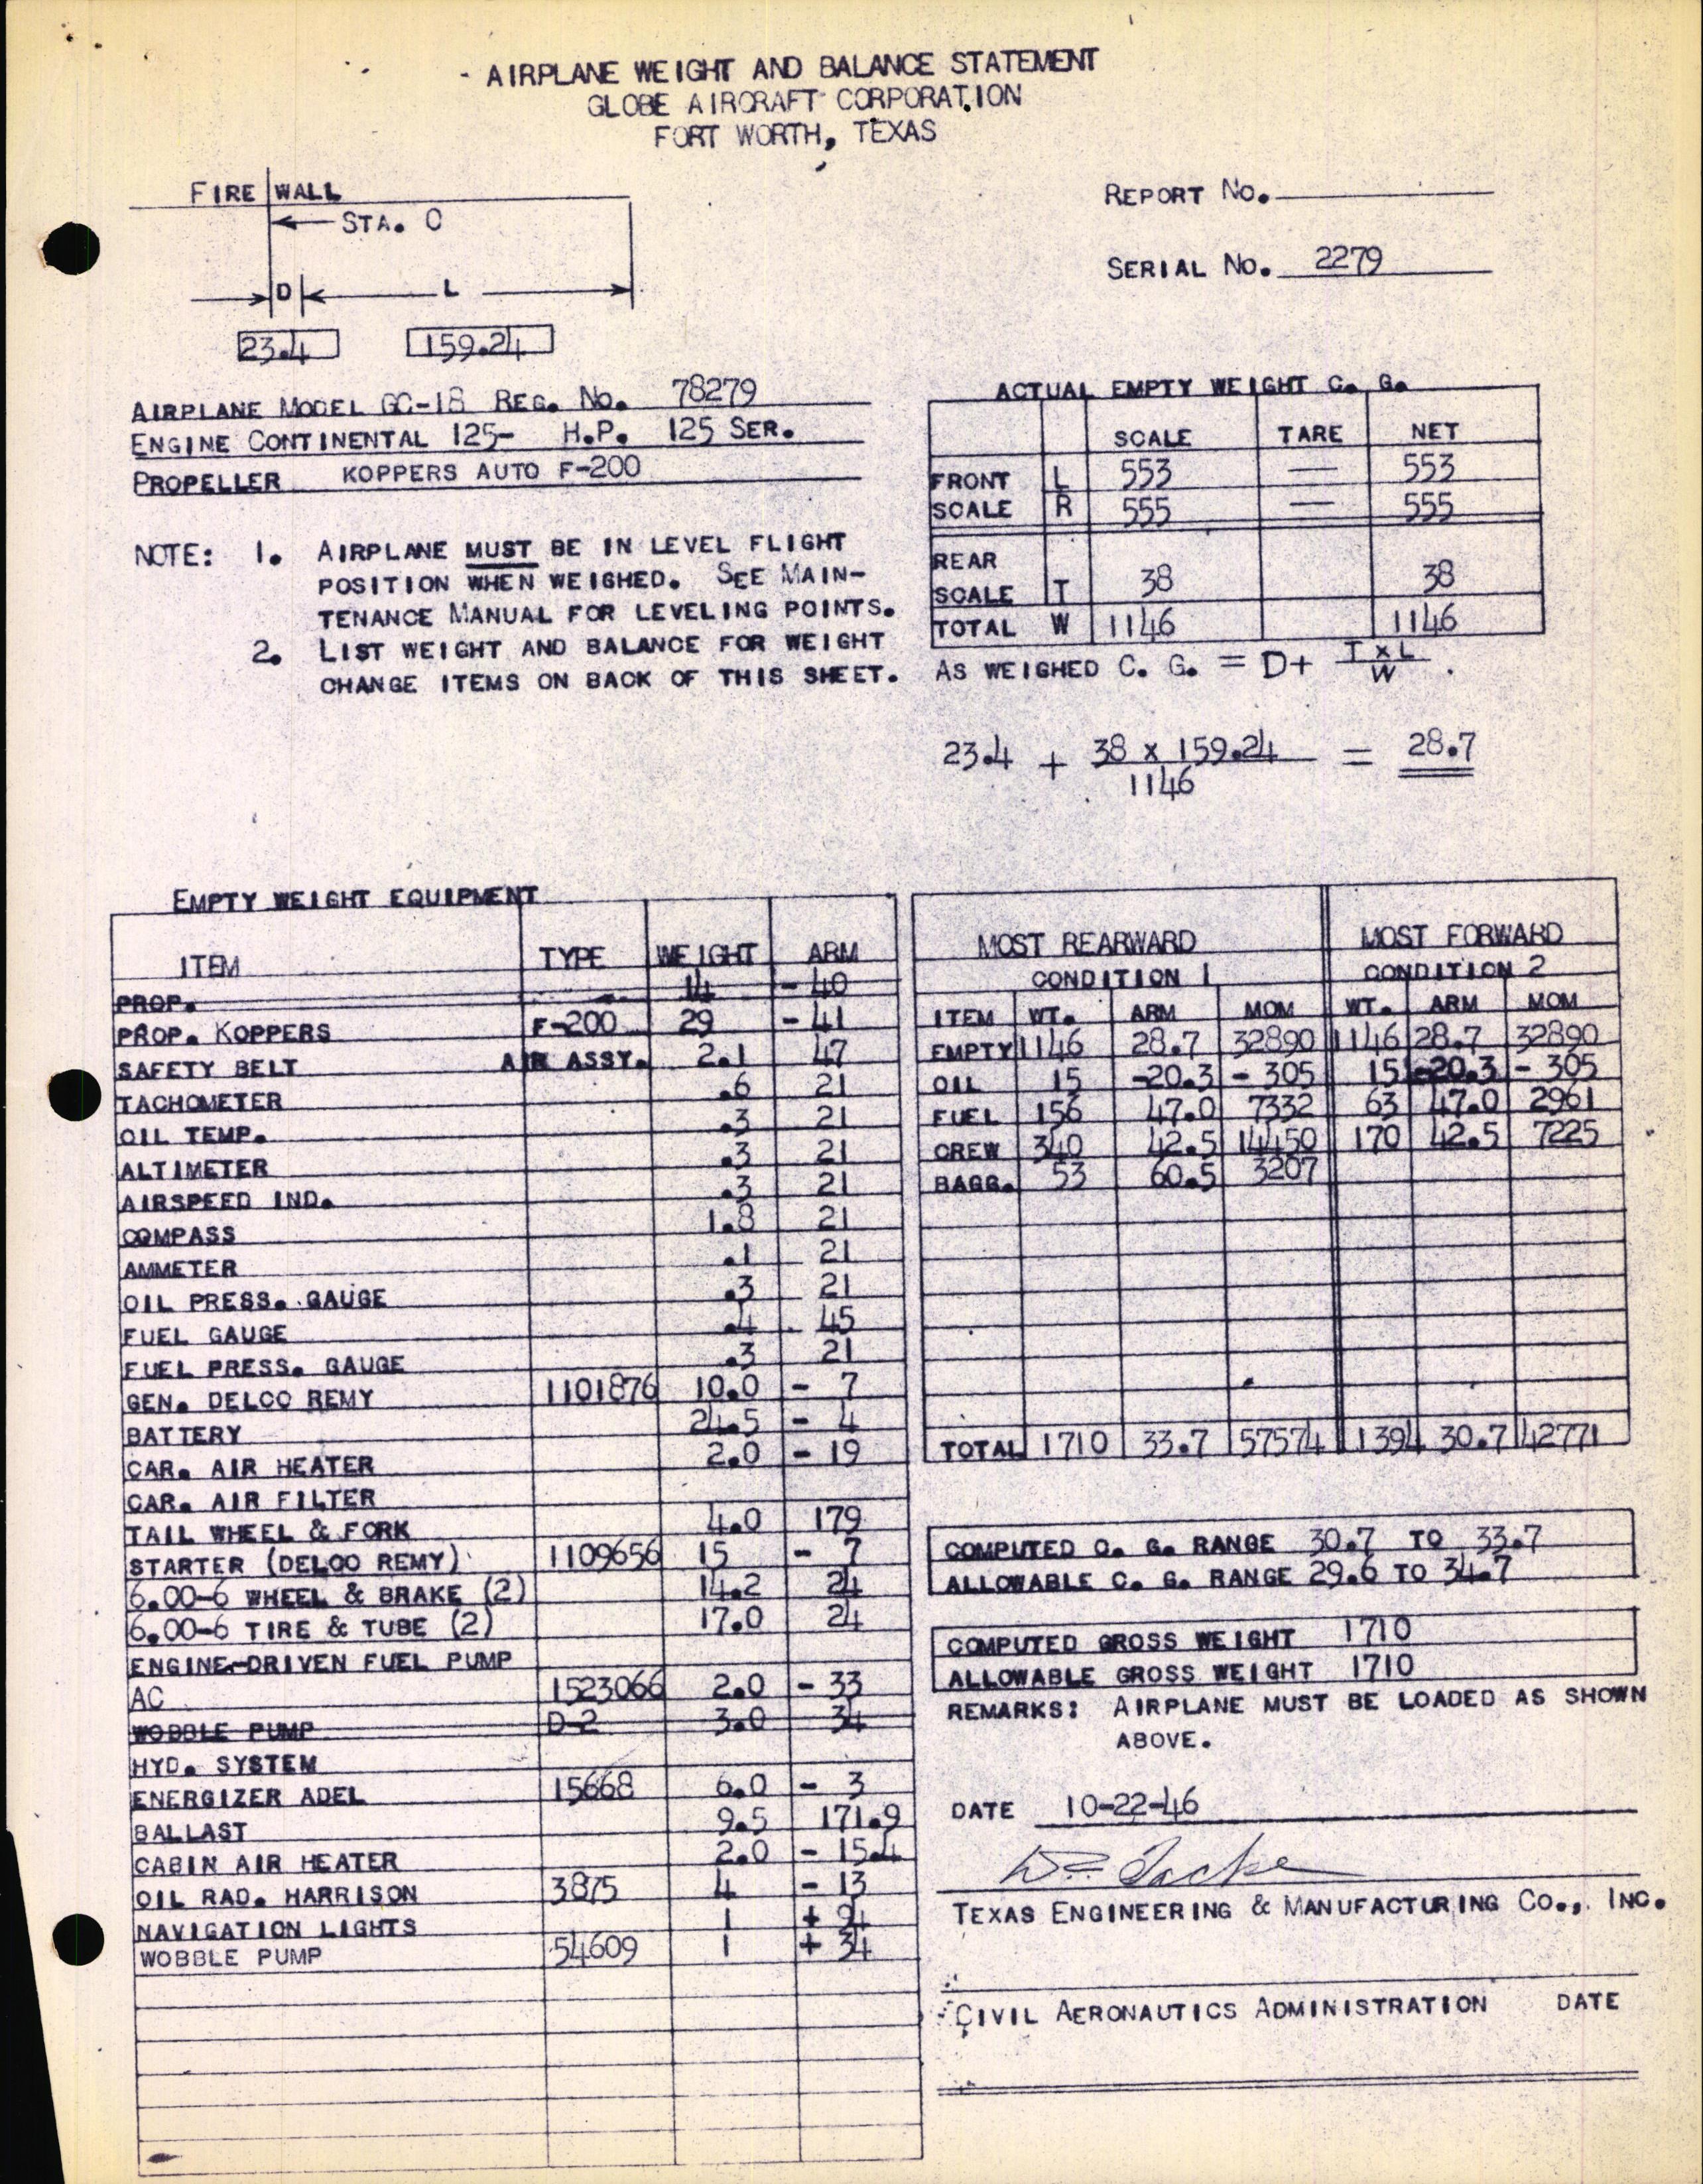 AIRPLANE WEIGHT AND BALANCE STATEMENT
GLOBE AIRCRAFT CORPORATION
FORT WORTH, TEXAS
FIRE WALL
STA. 0
D L
23.4 159.24
REPORT NO.
SERIAL NO. 2279
AIRPLANE MODEL GC-1B REG. NO. 78279
ENGINE CONTINENTAL 125- H.P. 125 SER.
PROPELLER KOPPERS AUTO F-200
NOTE: 1. AIRPLANE MUST BE IN LEVEL FLIGHT
POSITION WHEN WEIGHED. SEE MAIN-
TENANCE MANUAL FOR LEVELING POINTS.
2. LIST WEIGHT AND BALANCE FOR WEIGHT
CHANGE ITEMS ON BACK OF THIS SHEET.
ACTUAL EMPTY WEIGHT C. G.
SCALE TARE NET
FRONT L 553 — 553
SCALE R 555 — 555
REAR
SCALE T 38 38
TOTAL W 1146 1146
AS WEIGHED C. G. = D+ T x L
W .
23.4 + 38 x 159.24 = 28.7
1146
EMPTY WEIGHT EQUIPMENT
ITEM TYPE WEIGHT ARM
PROP. 14 - 40
PROP. KOPPERS F-200 29 - 41
SAFETY BELT AIR ASSY. 2.1 47
TACHOMETER .6 21
OIL TEMP. .3 21
ALTIMETER .3 21
AIRSPEED IND. .3 21
COMPASS 1.8 21
AMMETER .1 21
OIL PRESS. GAUGE .3 21
FUEL GAUGE .4 45
FUEL PRESS. GAUGE .3 21
GEN. DELCO REMY 1101876 10.0 - 7
BATTERY 24.5 - 4
CAR. AIR HEATER 2.0 - 19
CAR. AIR FILTER
TAIL WHEEL & FORK 4.0 179
STARTER (DELCO REMY) 1109656 15 - 7
6.00-6 WHEEL & BRAKE (2) 14.2 24
6.00-6 TIRE & TUBE (2) 17.0 24
ENGINE-DRIVEN FUEL PUMP
AC 1523066 2.0 - 33
WOBBLE PUMP D-2 3.0 34
HYD. SYSTEM
ENERGIZER ADEL 15668 6.0 - 3
BALLAST 9.5 171.9
CABIN AIR HEATER 2.0 - 15.4
OIL RAD. HARRISON 3875 4 - 13
NAVIGATION LIGHTS 1 +
WOBBLE PUMP 54609 1 + 34
MOST REARWARD MOST FORWARD
CONDITION 1 CONDITION 2
ITEM WT. ARM MOM WT. ARM MOM
EMPTY 1146 28.7 32890 1146 28.7 32890
OIL 15 -20.3 - 305 15 -20.3 - 305
FUEL 156 47.0 7332 63 47.0 2961
CREW 340 42.5 14450 170 42.5 7225
BAGG. 53 60.5 3207
TOTAL 1710 33.7 57574 1394 30.7 42771
COMPUTED C. G. RANGE 30.7 TO 33.7
ALLOWABLE C. G. RANGE 29.6 TO 34.7
COMPUTED GROSS WEIGHT 1710
ALLOWABLE GROSS WEIGHT 1710
REMARKS: AIRPLANE MUST BE LOADED AS SHOWN
ABOVE.
DATE 10-22-46
TEXAS ENGINEERING & MANUFACTURING CO., INC.
CIVIL AERONAUTICS ADMINISTRATION DATE